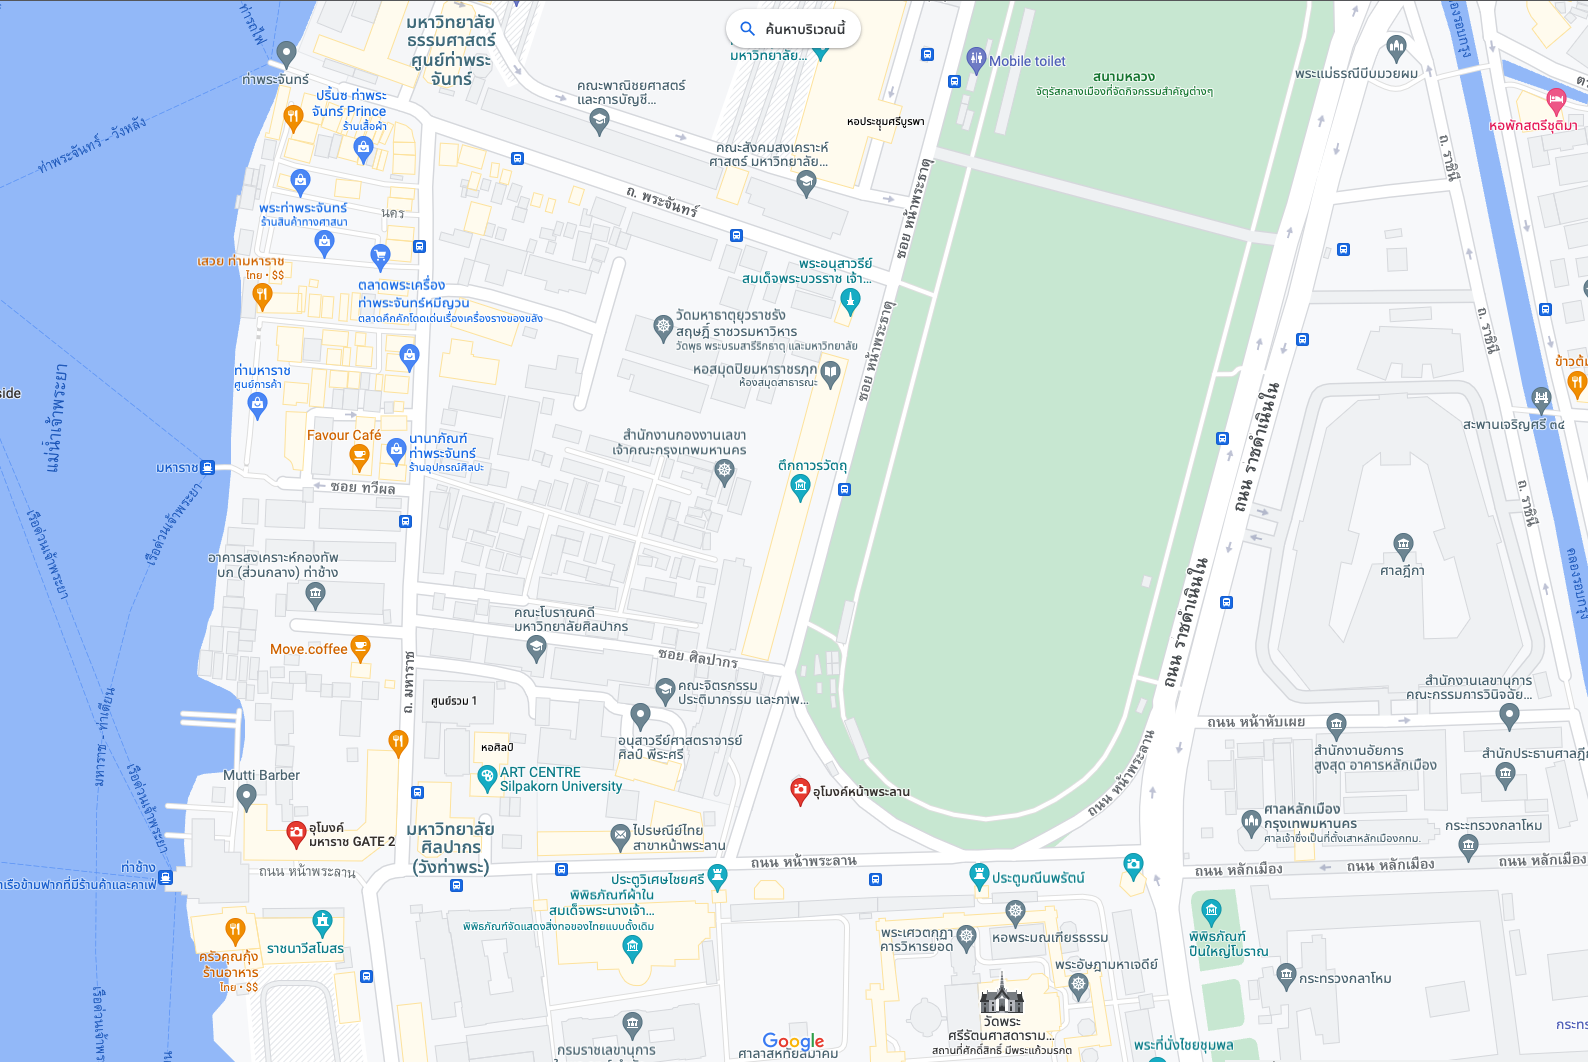 ค้นหาบริเวณนี้
ท่ารถไฟ
มหาวิทยาลัย
ธรรมศาสตร์
ศูนย์ท่าพระ
จันทร์
มหาวิทยาลัย...
Mobile toilet
สนามหลวง
จัตุรัสกลางเมืองที่จัดกิจกรรมสำคัญต่างๆ
พระแม่ธรณีบีบมวยผม
คลองรอบกรุง
ท่าพระจันทร์
ปริ้นซ ท่าพระ
จันทร์ Prince
ร้านเสื้อผ้า
คณะพาณิชยศาสตร์
และการบัญชี...
หอประชุมศรีบูรพา
หอพักสตรีชุติมา
ท่าพระจันทร์ - วังหลัง
คณะสังคมสงเคราะห์
ศาสตร์ มหาวิทยาลัย...
ถ. พระจันทร์
ซอย หน้าพระธาตุ
ถ. ราชินี
พระท่าพระจันทร์
ร้านสินค้าทางศาสนา
นคร
เสวย ท่ามหาราช
ไทย • $$
ตลาดพระเครื่อง
ท่าพระจันทร์หมีญวน
ตลาดคึกคักโดดเด่นเรื่องเครื่องรางของขลัง
พระอนุสาวรีย์
สมเด็จพระบวรราช เจ้า...
วัดมหาธาตุยุวราชรัง
สฤษฎิ์ ราชวรมหาวิหาร
วัดพุธ พระบรมสารีริกธาตุ และมหาวิทยาลัย
ซอย หน้าพระธาตุ
ถ. ราชินี
หอสมุดปิยมหาราชรฦก
ห้องสมุดสาธารณะ
ท่ามหาราช
ศูนย์การค้า
side
แม่น้ำเจ้าพระยา
ข้าวต้ม
สะพานเจริญศรี ๓๔
Favour Café
นานาภัณฑ์
ท่าพระจันทร์
ร้านอุปกรณ์ศิลปะ
สำนักงานกองงานเลขา
เจ้าคณะกรุงเทพมหานคร
ตึกถาวรวัตถุ
ถนน ราชดำเนินใน
มหาราช
ซอย ทวีผล
ถ. ราชินี
เรือด่วนเจ้าพระยา
เรือด่วนเจ้าพระยา
อาคารสงเคราะห์กองทัพ
บก (ส่วนกลาง) ท่าช้าง
ศาลฎีกา
คลองรอบกรุง
คณะโบราณคดี
มหาวิทยาลัยศิลปากร
ถนน ราชดำเนินใน
Move.coffee
ซอย ศิลปากร
ถ. มหาราช
ศูนย์รวม 1
คณะจิตรกรรม
ประติมากรรม และภาพ...
สำนักงานเลขานุการ
คณะกรรมการวินิจฉัย...
มหาราช - ท่าเตียน
ถนน หน้าหับเผย
หอศิลป์
อนุสาวรีย์ศาสตราจารย์
ศิลป์ พีระศรี
สำนักงานอัยการ
สูงสุด อาคารหลักเมือง
สำนักประธานศาลฎีกา
Mutti Barber
ART CENTRE
Silpakorn University
อุโมงค์หน้าพระลาน
ถนน หน้าพระลาน
เรือด่วนเจ้าพระยา
อุโมงค์
มหาราช GATE 2
มหาวิทยาลัย
ศิลปากร
(วังท่าพระ)
ไปรษณีย์ไทย
สาขาหน้าพระลาน
ศาลหลักเมือง
กรุงเทพมหานคร
ศาลเจ้าซึ่งเป็นที่ตั้งเสาหลักเมืองกทม.
กระทรวงกลาโหม
ท่าช้าง
ถนน หน้าพระลาน
ถนน หน้าพระลาน
ถนน หลักเมือง
ถนน หลักเมือง
ถนน หลักเมือง
ท่าเรือข้ามฟากที่มีร้านค้าและคาเฟ่
ประตูวิเศษไชยศรี
พิพิธภัณฑ์ผ้าใน
สมเด็จพระนางเจ้า...
พิพิธภัณฑ์จัดแสดงสิ่งทอของไทยแบบดั้งเดิม
ประตูมณีนพรัตน์
ราชนาวีสโมสร
ครัวคุณกุ้ง
ร้านอาหาร
ไทย • $$
พระเศวตกุฎา
คารวิหารยอด
หอพระมณเฑียรธรรม
พิพิธภัณฑ์
ปืนใหญ่โบราณ
พระอัษฎามหาเจดีย์
กระทรวงกลาโหม
เรือด่วนเจ้าพระยา
วัดพระ
ศรีรัตนศาสดาราม...
สถานที่ศักดิ์สิทธิ์ มีพระแก้วมรกต
กรมราชเลขานุการ
Google
ศาลาสหทัยสมาคม
พระที่นั่งไชยชุมพล